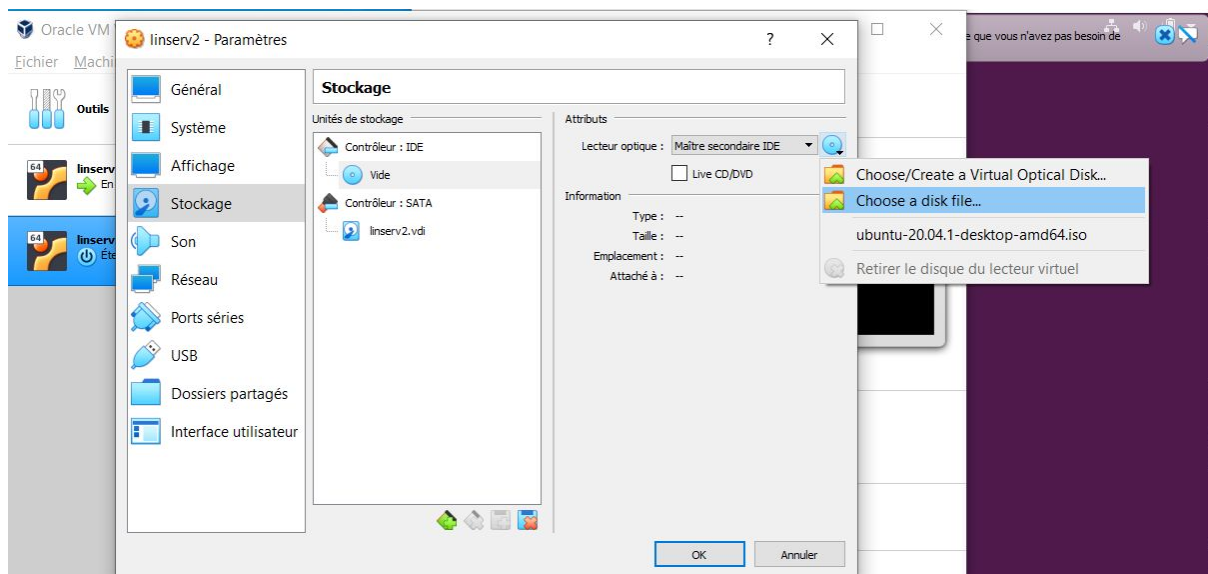 Oracle VM
Fichier Machi
Outils
64
linserv
En
64
linserv
Éte
linserv2 - Paramètres
?
Général
Système
Affichage
Stockage
Son
Réseau
Ports séries
USB
Dossiers partagés
Interface utilisateur
Stockage
Unités de stockage
Contrôleur : IDE
Vide
Contrôleur : SATA
linserv2.vdi
Attributs
Lecteur optique : Maître secondaire IDE
Live CD/DVD
Information
Type : --
Taille : --
Emplacement : --
Attaché à : --
Choose/Create a Virtual Optical Disk...
Choose a disk file...
ubuntu-20.04.1-desktop-amd64.iso
Retirer le disque du lecteur virtuel
OK Annuler
que vous n'avez pas besoin de